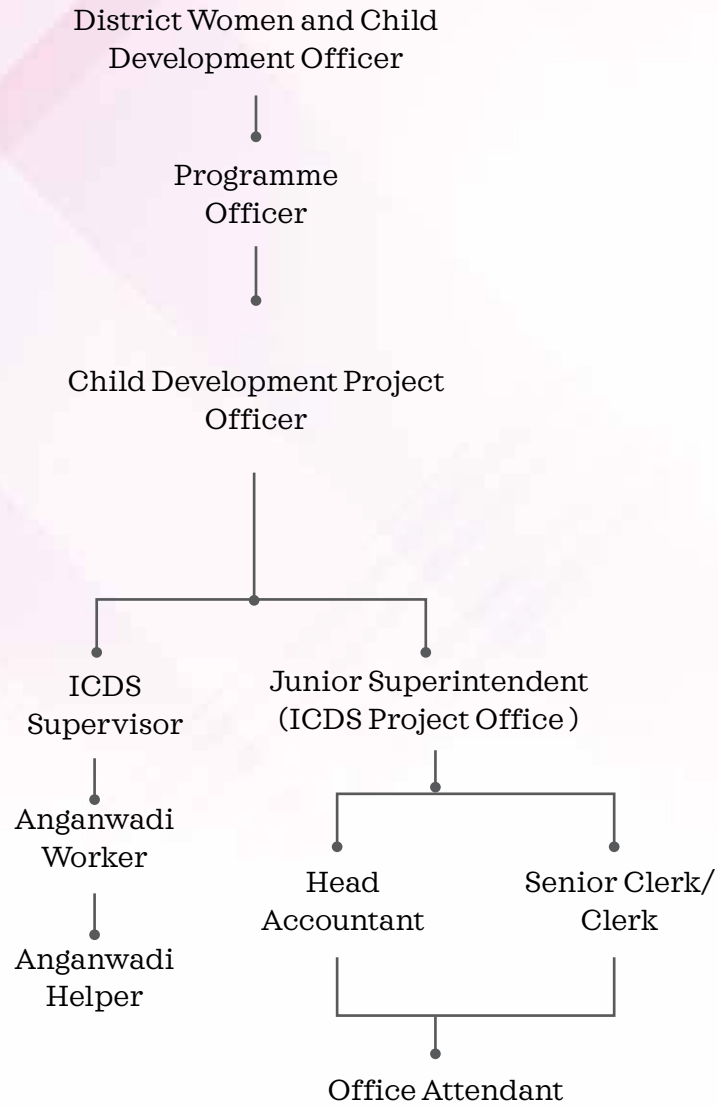 District Women and Child
Development Officer
Programme
Officer
Child Development Project
Officer
ICDS
Supervisor
Junior Superintendent
(ICDS Project Office )
Anganwadi
Worker
Head
Accountant
Senior Clerk/
Clerk
Anganwadi
Helper
Office Attendant